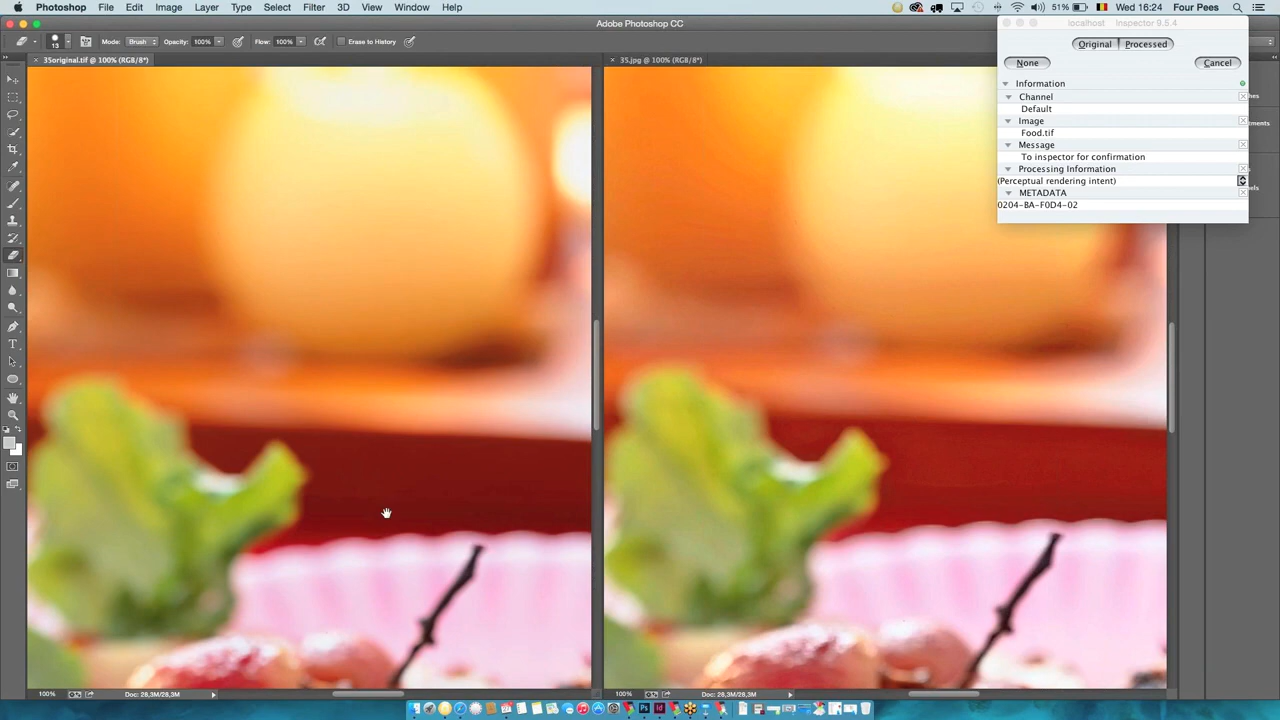 Photoshop File Edit Image Layer Type Select Filter 3D View Window Help 51% Wed 16:24 Four Pees
Adobe Photoshop CC
localhost Inspector 9.5.4
13 Mode: Brush Opacity: 100% Flow: 100% Erase to History
Original Processed
35original.tif @ 100% (RGB/8*)
35.jpg @ 100% (RGB/8*)
None Cancel
Information
Channel
Default
Image
Food.tif
Message
To inspector for confirmation
Processing Information
(Perceptual rendering intent)
METADATA
0204-BA-F0D4-02
100% Doc: 28,3M/28,3M
100% Doc: 28,3M/28,3M